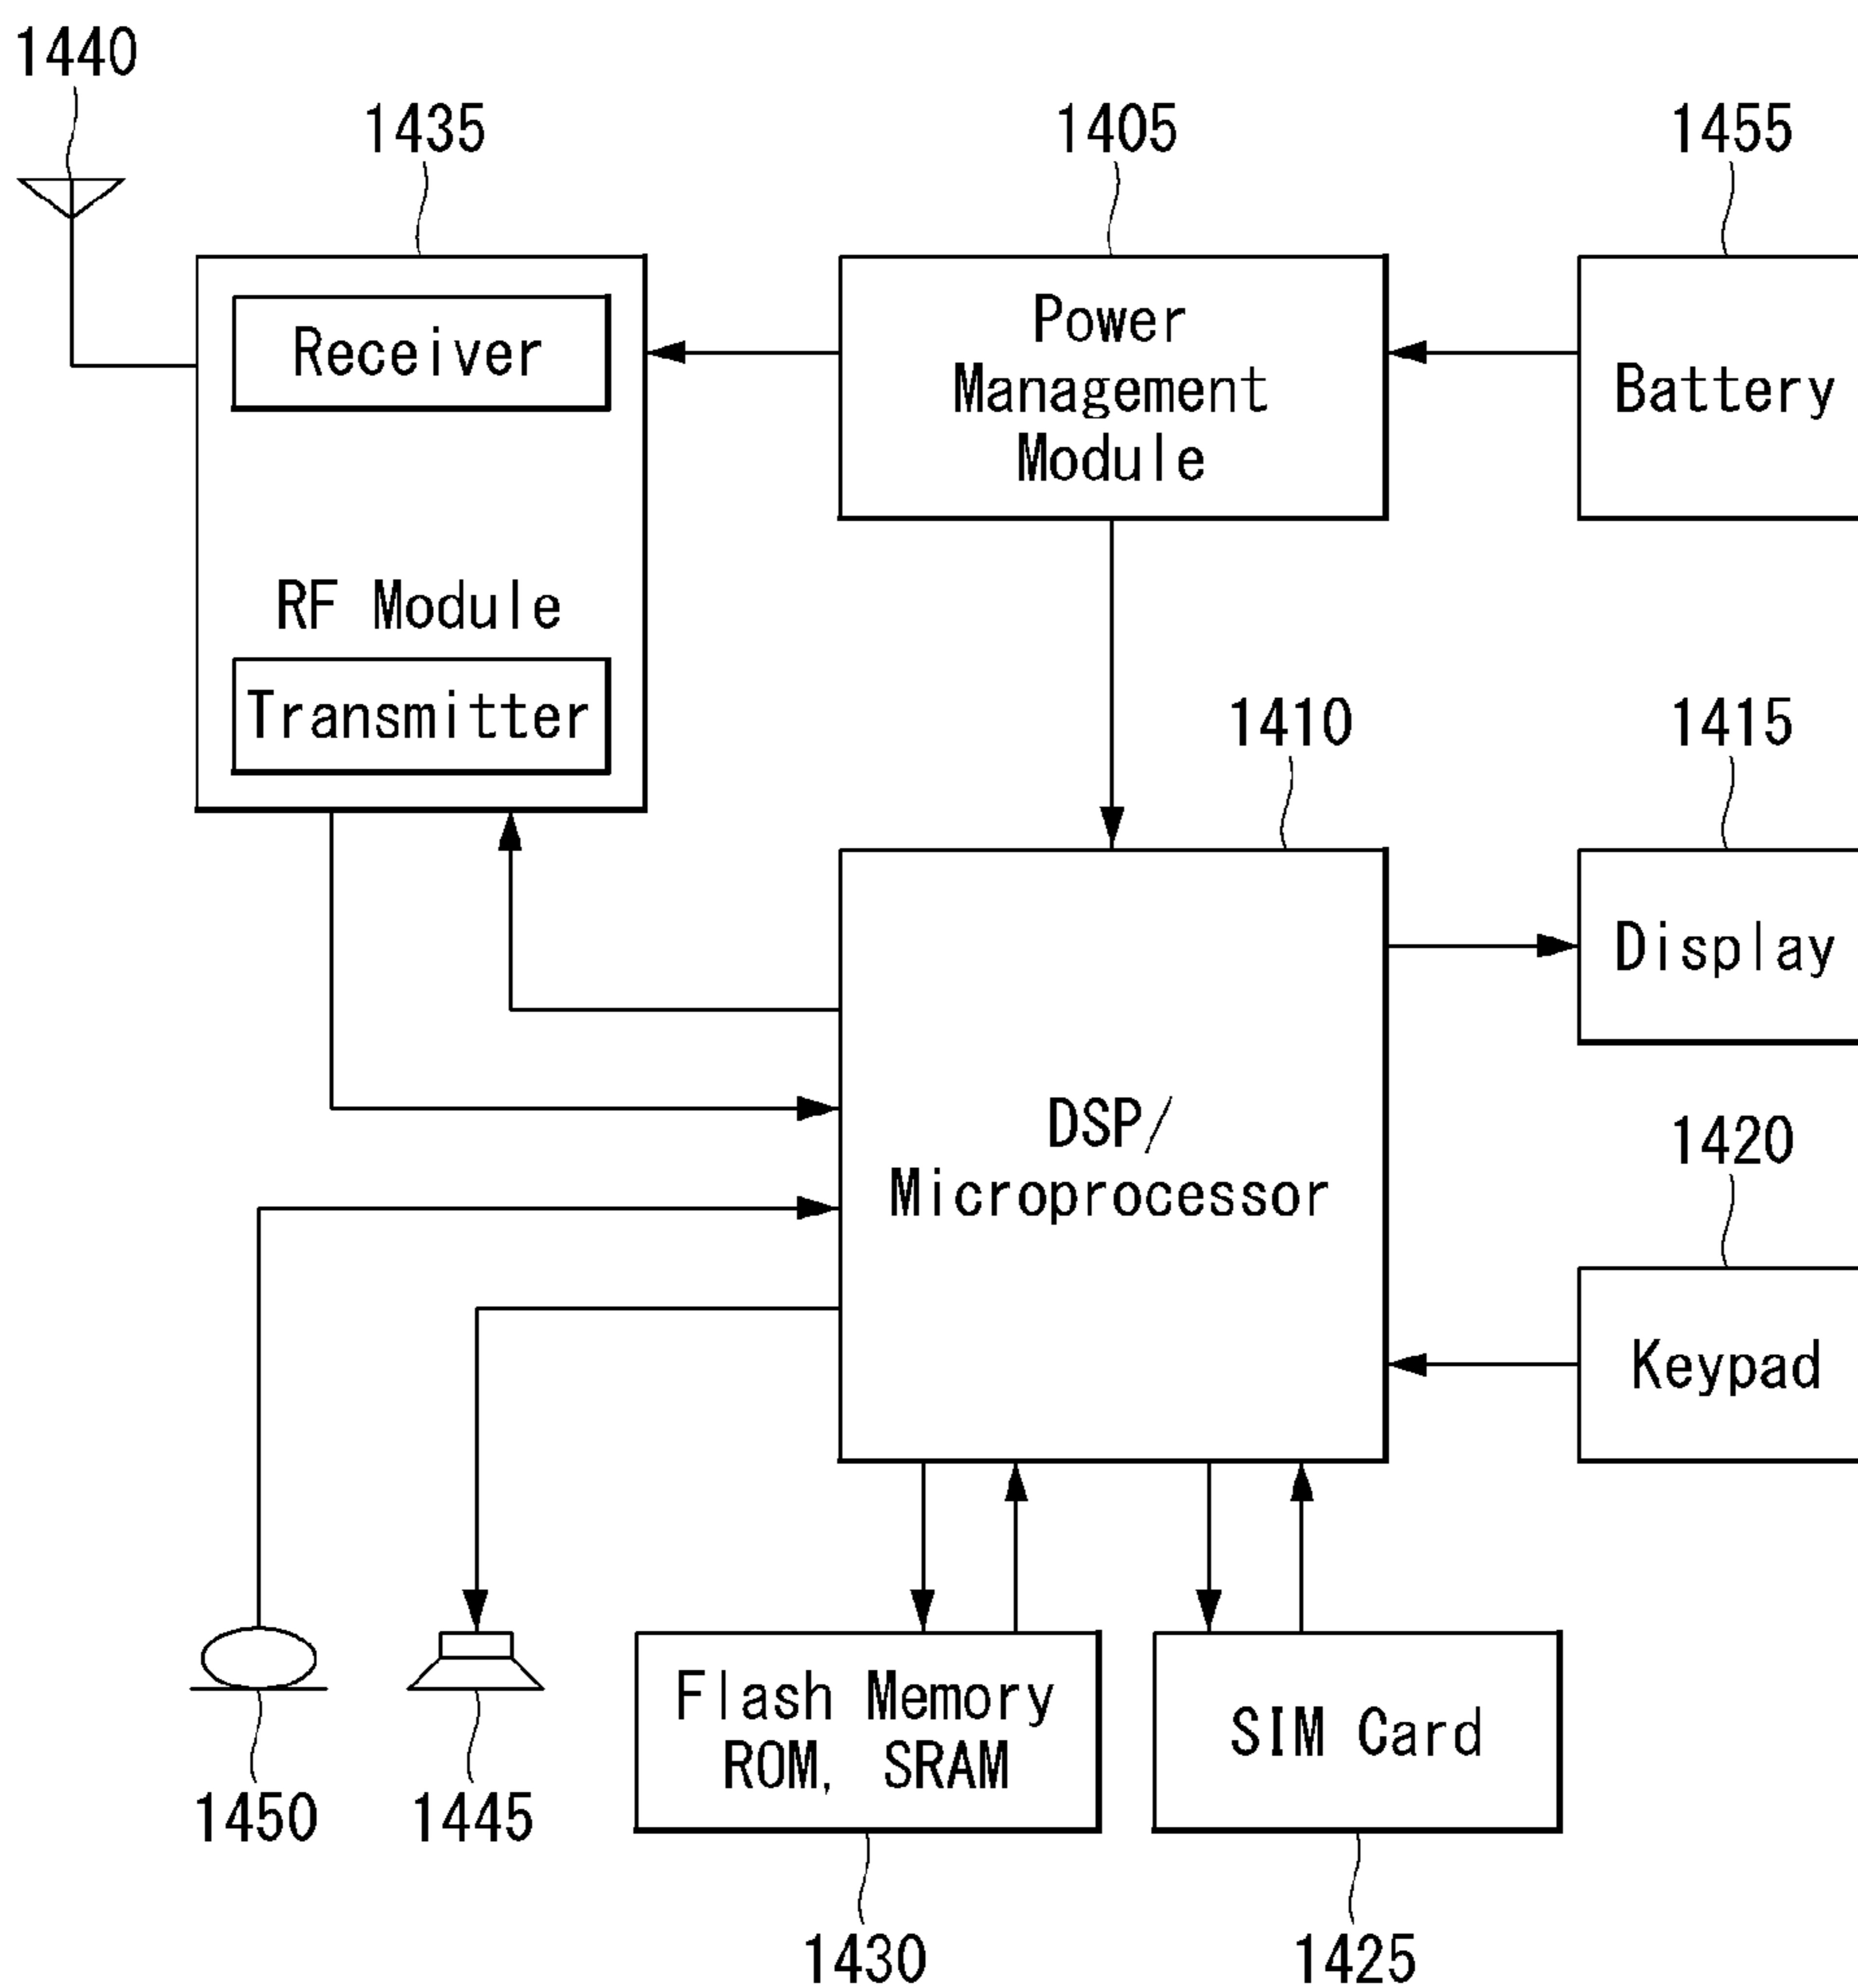 1440
1435
1405
1455
Receiver
Power
Management
Module
Battery
RF Module
Transmitter
1410
1415
Display
DSP/
Microprocessor
1420
Keypad
Flash Memory
ROM, SRAM
SIM Card
1450
1445
1430
1425